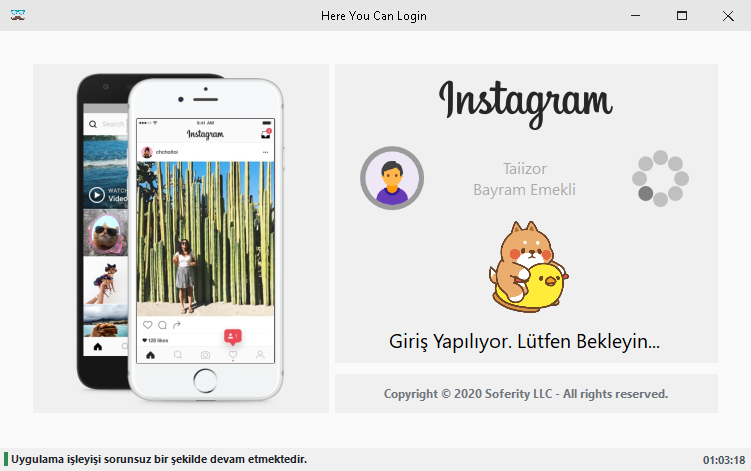 Here You Can Login
Instagram
Taiizor
Bayram Emekli
Giriş Yapılıyor. Lütfen Bekleyin...
Copyright © 2020 Soferity LLC - All rights reserved.
Search
WATCH
Video
9:41 AM
Instagram
chcheitoi
1
128 likes
Uygulama işleyişi sorunsuz bir şekilde devam etmektedir.
01:03:18